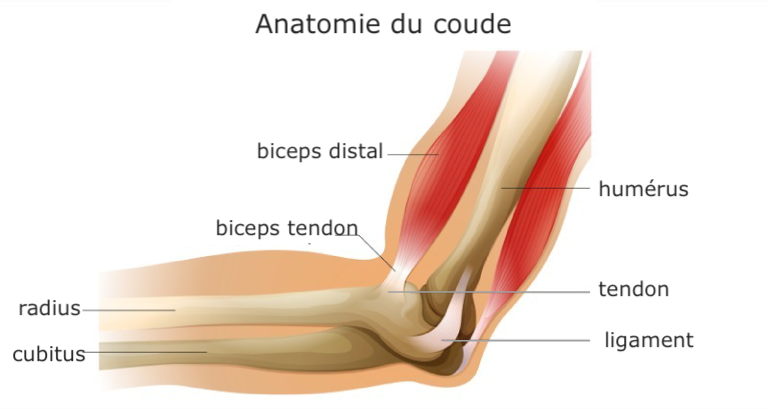 Anatomie du coude
biceps distal
humérus
biceps tendon
tendon
radius
ligament
cubitus